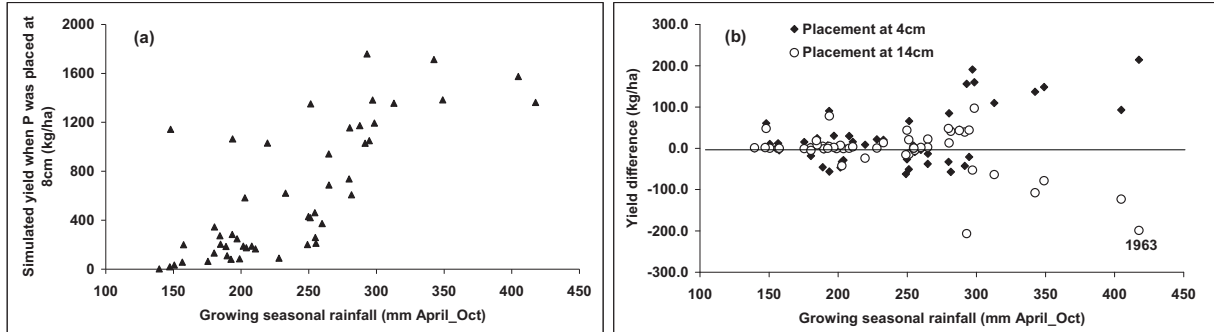 (a)
Simulated yield when P was placed at
8cm (kg/ha)
2000
1600
1200
800
400
0
100 150 200 250 300 350 400 450
Growing seasonal rainfall (mm April_Oct)
(b)
Placement at 4cm
Placement at 14cm
Yield difference (kg/ha)
300.0
200.0
100.0
0.0
-100.0
-200.0
-300.0
1963
100 150 200 250 300 350 400 450
Growing seasonal rainfall (mm April_Oct)